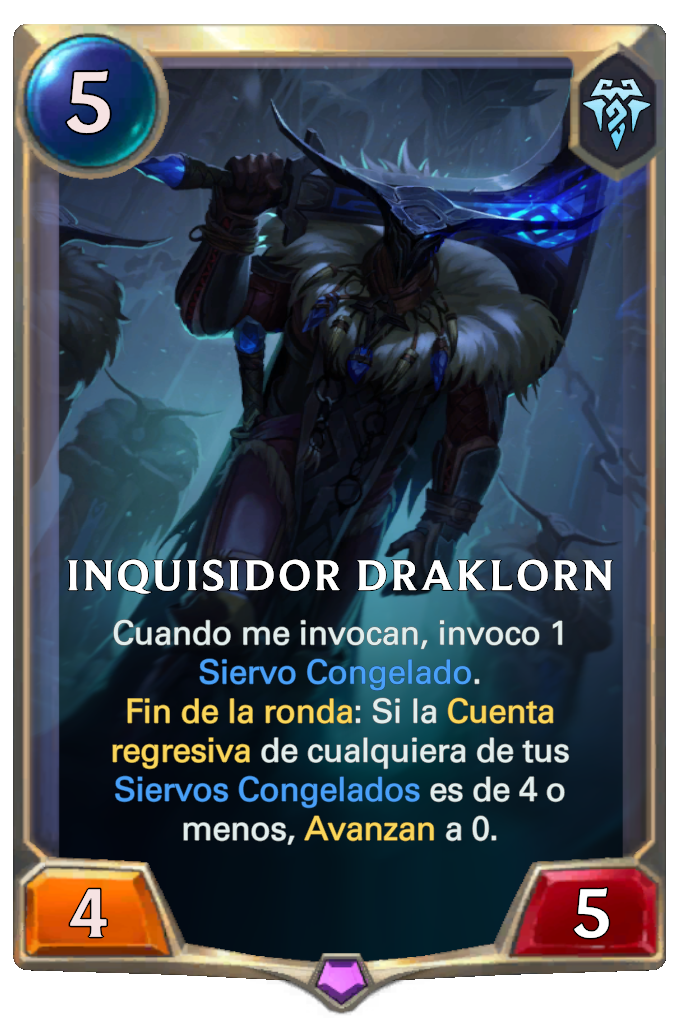 5
INQUISIDOR DRAKLORN
Cuando me invocan, invoco 1
Siervo Congelado.
Fin de la ronda: Si la Cuenta
regresiva de cualquiera de tus
Siervos Congelados es de 4 o
menos, Avanzan a 0.
4
5